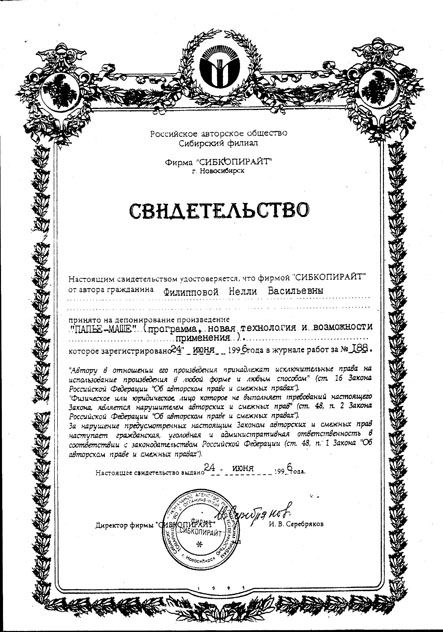 Российское авторское общество
Сибирский филиал
Фирма "СИБКОПИРАЙТ"
г. Новосибирск
СВИДЕТЕЛЬСТВО
Настоящим свидетельством удостоверяется, что фирмой "СИБКОПИРАЙТ"
от автора гражданина Филипповой Нелли Васильевны
принято на депонирование произведение
"ПАПЬЕ-МАШЕ" (программа, новая технология и возможности
применения).
которое зарегистрировано 24 июня 1996 года в журнале работ за № 188.
"Автору в отношении его произведения принадлежат исключительные права на
использование произведения в любой форме и любым способом" (ст. 16 Закона
Российской Федерации "Об авторском праве и смежных правах").
"Физическое или юридическое лицо которое не выполняет требований настоящего
Закона, является нарушителем авторских и смежных прав" (ст. 48, п. 2 Закона
Российской Федерации "Об авторском праве и смежных правах").
За нарушение предусмотренных настоящим Законом авторских и смежных прав
наступает гражданская, уголовная и административная ответственность в
соответствии с законодательством Российской Федерации (ст. 48, п. 1 Закона "Об
авторском праве и смежных правах").
Настоящее свидетельство выдано 24. июня 1996 года.
Директор фирмы "СИБКОПИРАЙТ" И. В. Серебряков
СИБКОПИРАЙТ